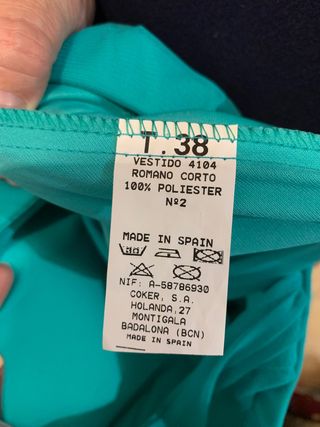 T.38
VESTIDO 4104
ROMANO CORTO
100% POLIESTER
Nº2
MADE IN SPAIN
NIF: A-58786930
COKER, S.A.
HOLANDA,27
MONTIGALA
BADALONA (BCN)
MADE IN SPAIN